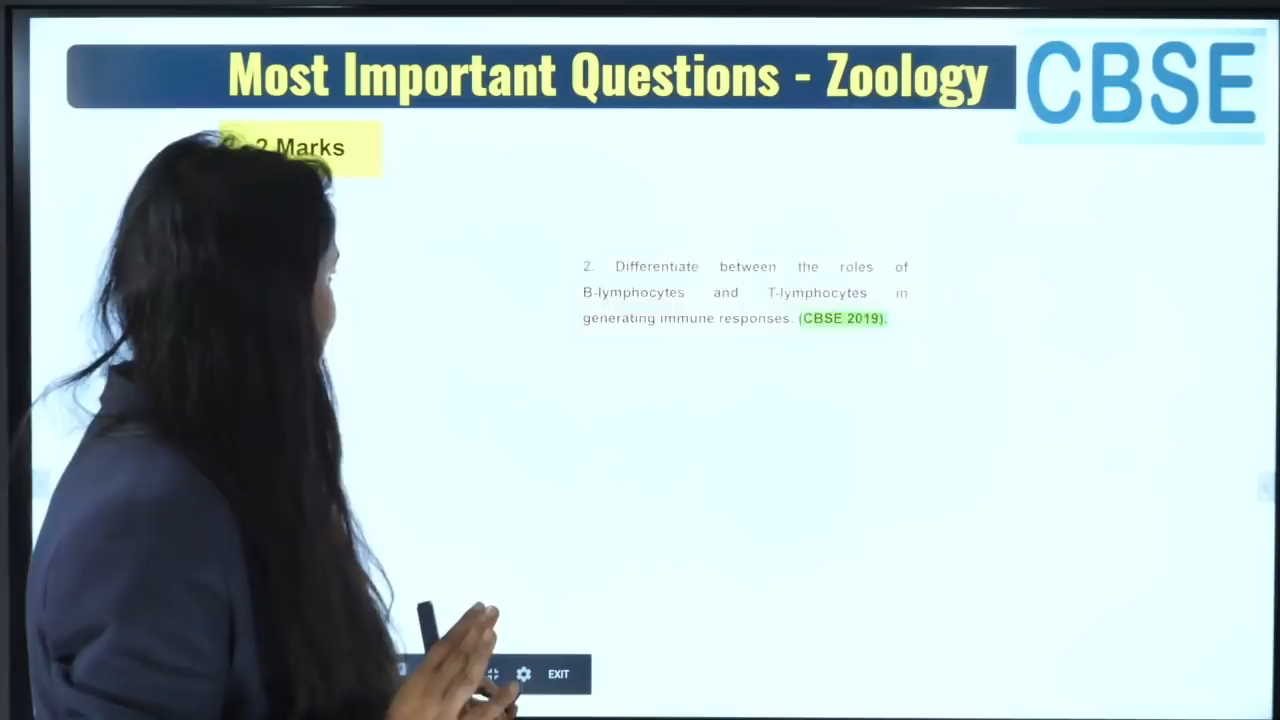 Most Important Questions - Zoology
CBSE
2 Marks
2. Differentiate between the roles of
B-lymphocytes and T-lymphocytes in
generating immune responses. (CBSE 2019).
EXIT